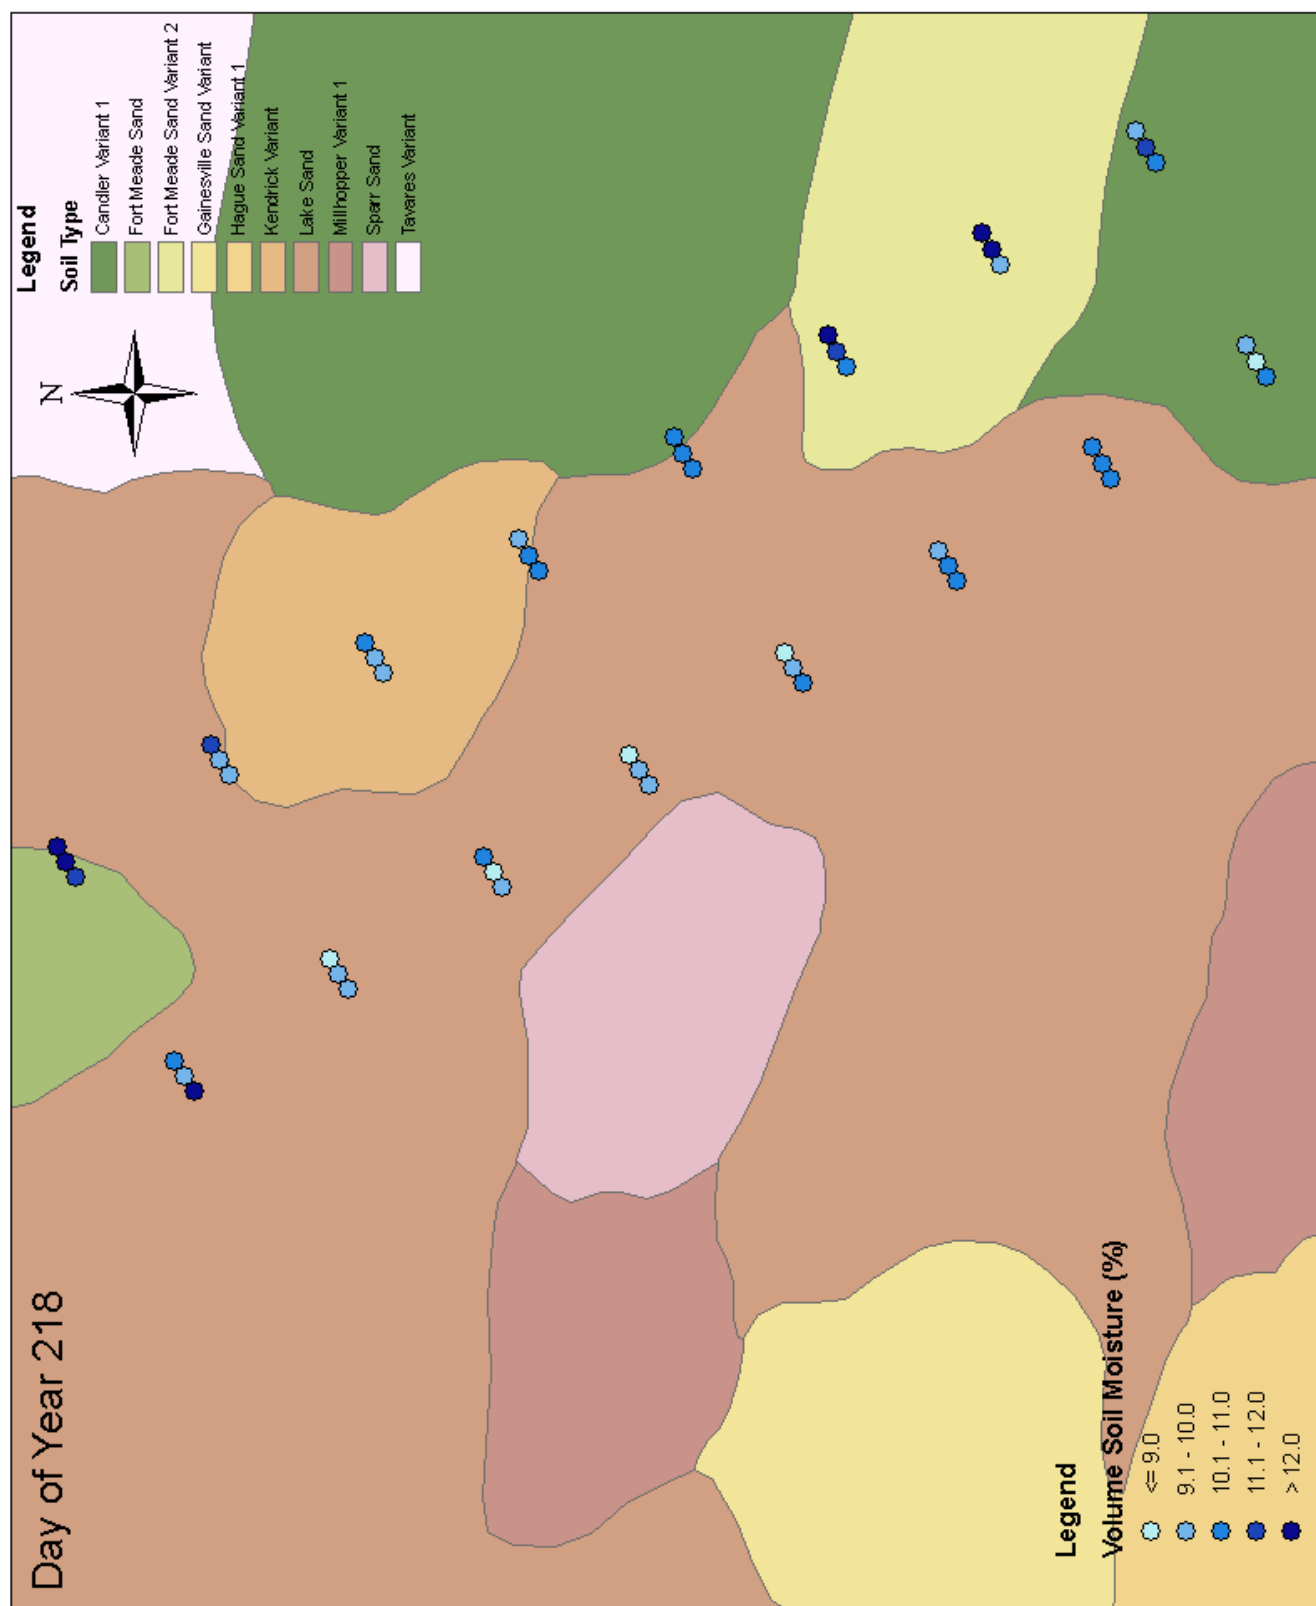 Day of Year 218
N
Legend
Soil Type
Candler Variant 1
Fort Meade Sand
Fort Meade Sand Variant 2
Gainesville Sand Variant
Hague Sand Variant 1
Kendrick Variant
Lake Sand
Millhopper Variant 1
Sparr Sand
Tavares Variant
Legend
Volume Soil Moisture (%)
<= 9.0
9.1 - 10.0
10.1 - 11.0
11.1 - 12.0
> 12.0